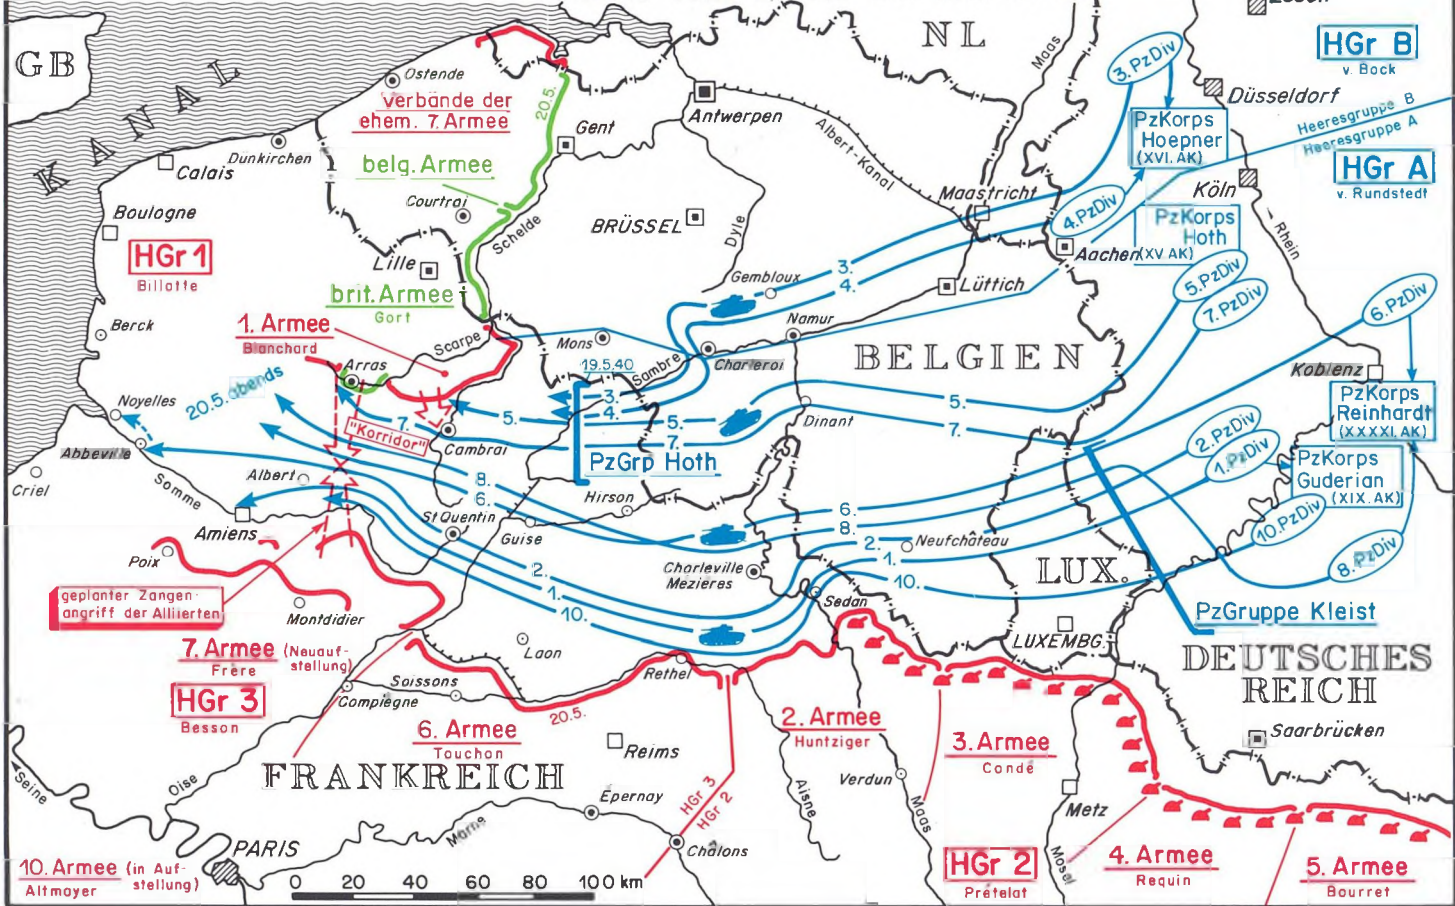 Essen
GB
KANAL
NL
Maas
3.PzDiv
HGr B
v. Bock
Ostende
verbände der
ehem. 7. Armee
20.5.
Gent
Antwerpen
Albert-Kanal
Düsseldorf
PzKorps
Hoepner
(XVI. AK)
Heeresgruppe B
Heeresgruppe A
HGr A
v. Rundstedt
Dunkirchen
Calais
belg. Armee
Courtrai
Schelde
BRÜSSEL
Dyle
Maastricht
4.PzDiv
Köln
Rhein
PzKorps
Hoth
(XV. AK)
Aachen
Boulogne
HGr 1
Billotte
Lille
brit. Armee
Gort
Gembloux
3.
4.
Lüttich
5.PzDiv
7.PzDiv
6.PzDiv
Berck
1. Armee
Blanchard
Scarpe
Arras
Mons
Sambre
Namur
Charleroi
BELGIEN
19.5.40
Koblenz
20.5. abends
Noyelles
7.
5.
3.
4.
5.
7.
Dinant
5.
7.
PzKorps
Reinhardt
(XXXXI. AK)
"Korridor"
Cambrai
PzGrp Hoth
2.PzDiv
1.PzDiv
PzKorps
Guderian
(XIX. AK)
Abbeville
Criel
Somme
Albert
8.
6.
Hirson
6.
8.
10.PzDiv
8.PzDiv
Amiens
St Quentin
Guise
2.
1.
10.
Neufchâteau
Charleville
Mezières
2.
1.
10.
Sedan
LUX.
LUXEMBG.
PzGruppe Kleist
DEUTSCHES
REICH
Poix
geplanter Zangen-
angriff der Alliierten
Montdidier
7. Armee (Neuauf-
stellung)
Frère
HGr 3
Besson
Laon
Soissons
Compiègne
Rethel
20.5.
6. Armee
Touchon
Reims
2. Armee
Huntziger
3. Armee
Condé
Saarbrücken
FRANKREICH
Seine
Oise
Epernay
Marne
HGr 3
HGr 2
Aisne
Verdun
Maas
Metz
Mosel
Châlons
PARIS
10. Armee (in Auf-
stellung)
Altmayer
0 20 40 60 80 100 km
HGr 2
Prételat
4. Armee
Requin
5. Armee
Bourret